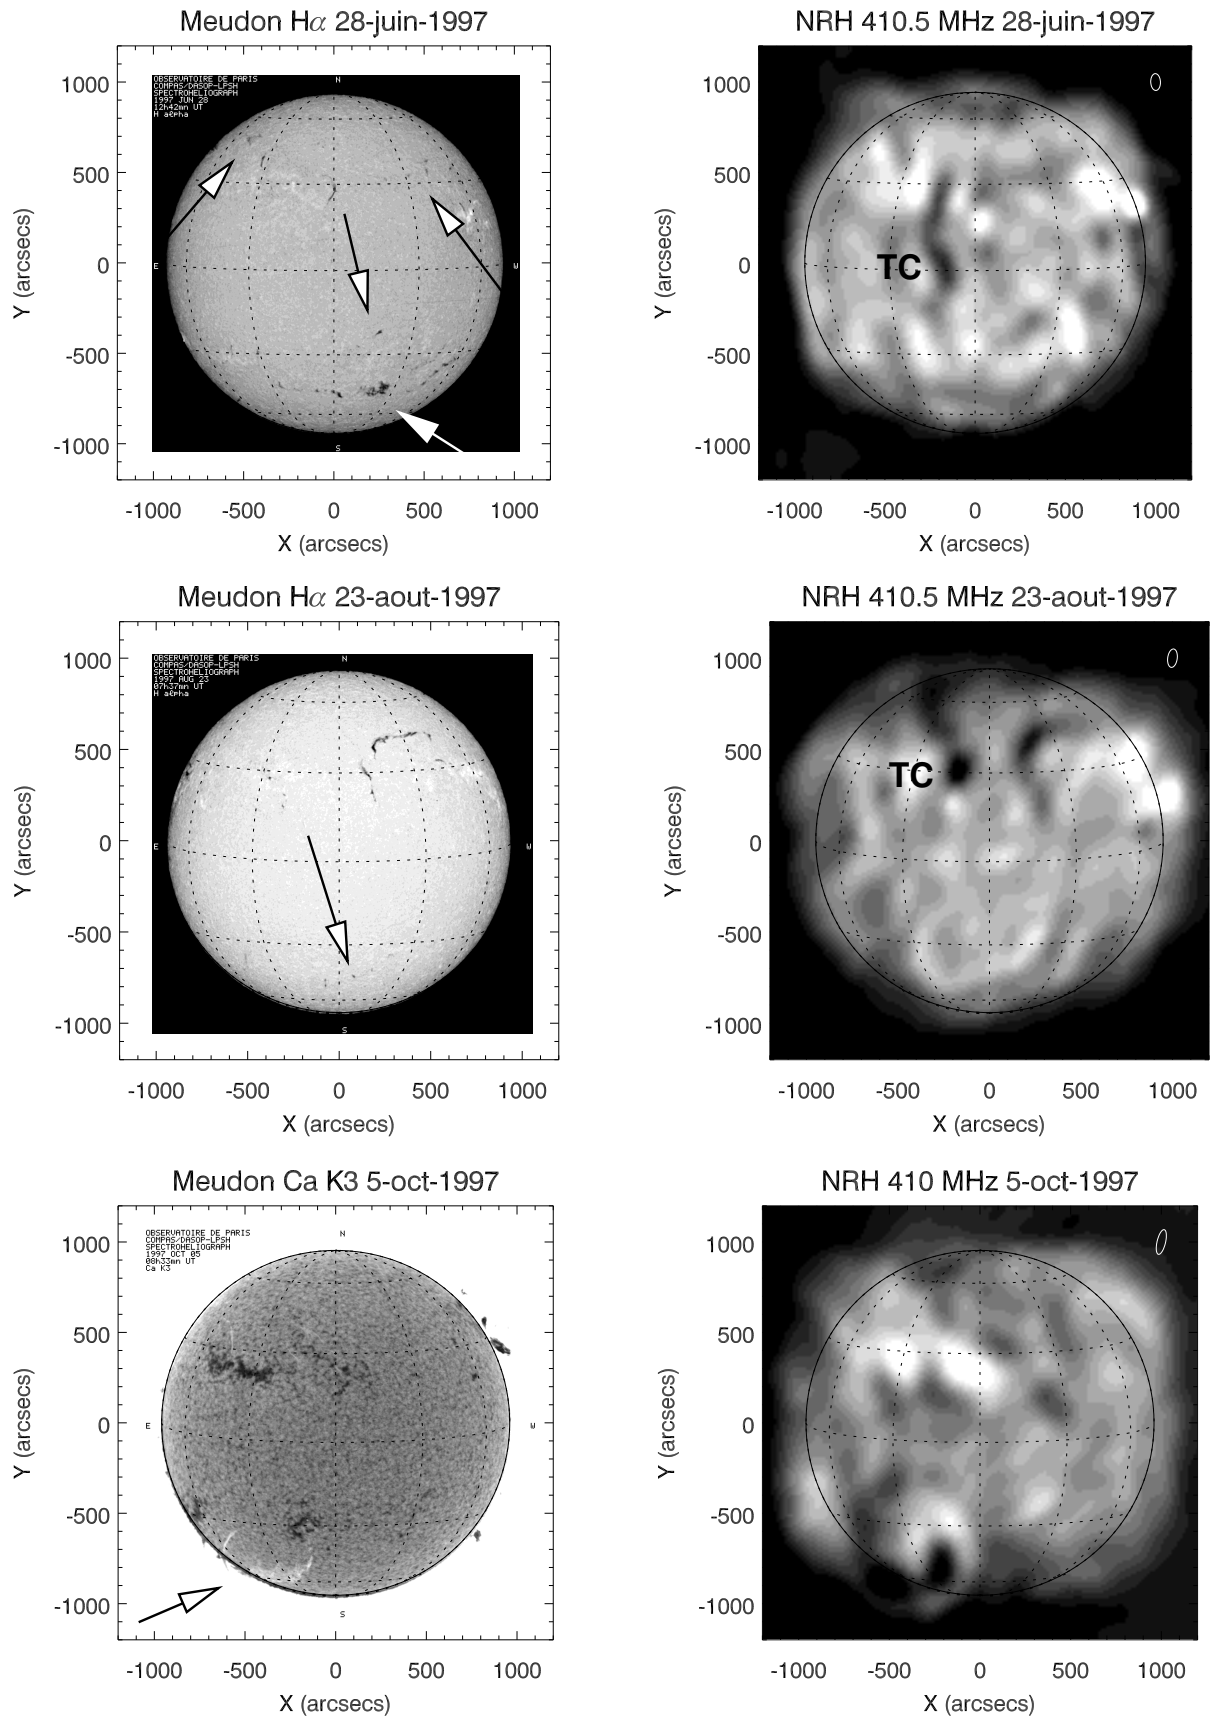 Meudon Hα 28-juin-1997
OBSERVATOIRE DE PARIS
COMPAS/DASOP-LPSH
SPECTROHELIOGRAPH
1997 JUN 28
12h42mn UT
H alpha
N
E
W
S
1000
500
0
-500
-1000
Y (arcsecs)
-1000 -500 0 500 1000
X (arcsecs)
NRH 410.5 MHz 28-juin-1997
TC
1000
500
0
-500
-1000
Y (arcsecs)
-1000 -500 0 500 1000
X (arcsecs)
Meudon Hα 23-aout-1997
OBSERVATOIRE DE PARIS
COMPAS/DASOP-LPSH
SPECTROHELIOGRAPH
1997 AUG 23
07h37mn UT
H alpha
N
E
W
S
1000
500
0
-500
-1000
Y (arcsecs)
-1000 -500 0 500 1000
X (arcsecs)
NRH 410.5 MHz 23-aout-1997
TC
1000
500
0
-500
-1000
Y (arcsecs)
-1000 -500 0 500 1000
X (arcsecs)
Meudon Ca K3 5-oct-1997
OBSERVATOIRE DE PARIS
COMPAS/DASOP-LPSH
SPECTROHELIOGRAPH
1997 OCT 05
08h33mn UT
Ca K3
N
E
W
S
1000
500
0
-500
-1000
Y (arcsecs)
-1000 -500 0 500 1000
X (arcsecs)
NRH 410 MHz 5-oct-1997
1000
500
0
-500
-1000
Y (arcsecs)
-1000 -500 0 500 1000
X (arcsecs)